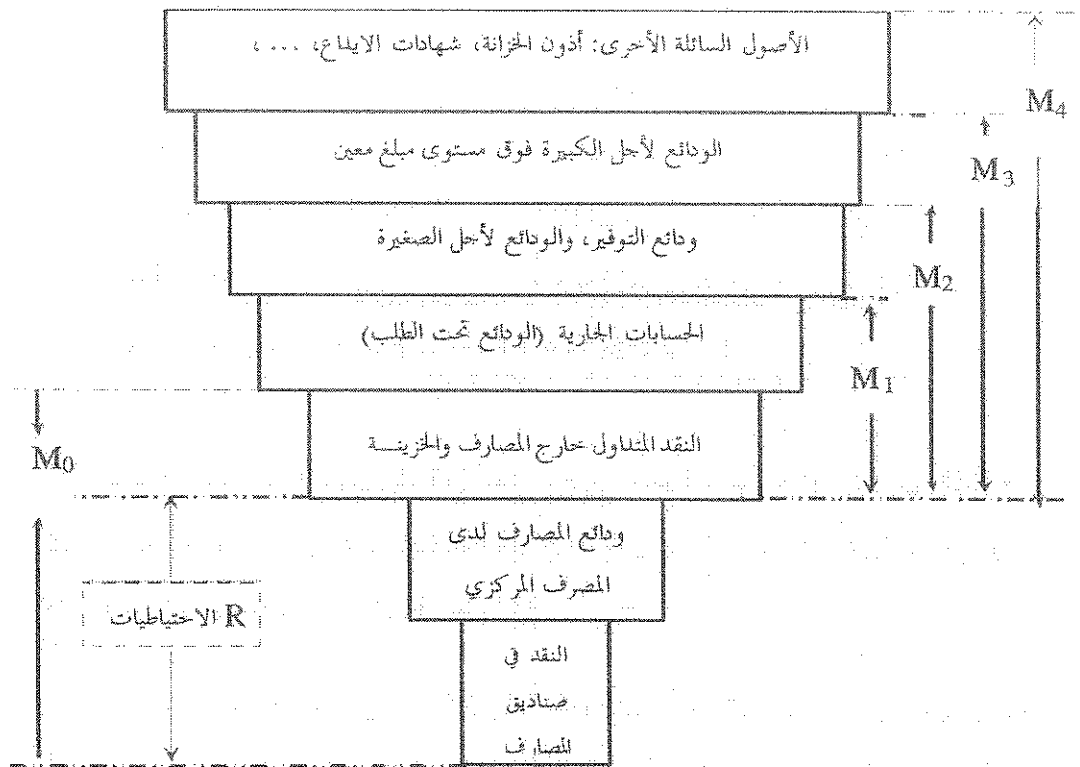 الأصول السائلة الأخرى: أذون الخزانة، شهادات الايداع، ... ،
M4
الودائع لأجل الكبيرة فوق مستوى مبلغ معين
M3
ودائع التوفير، والودائع لأجل الصغيرة
M2
الحسابات الجارية (الودائع تحت الطلب)
M1
النقد المتداول خارج المصارف والخزينـــة
M0
ودائع المصارف لدى
المصرف المركزي
R الاحتياطيات
النقد في
صناديق
المصارف